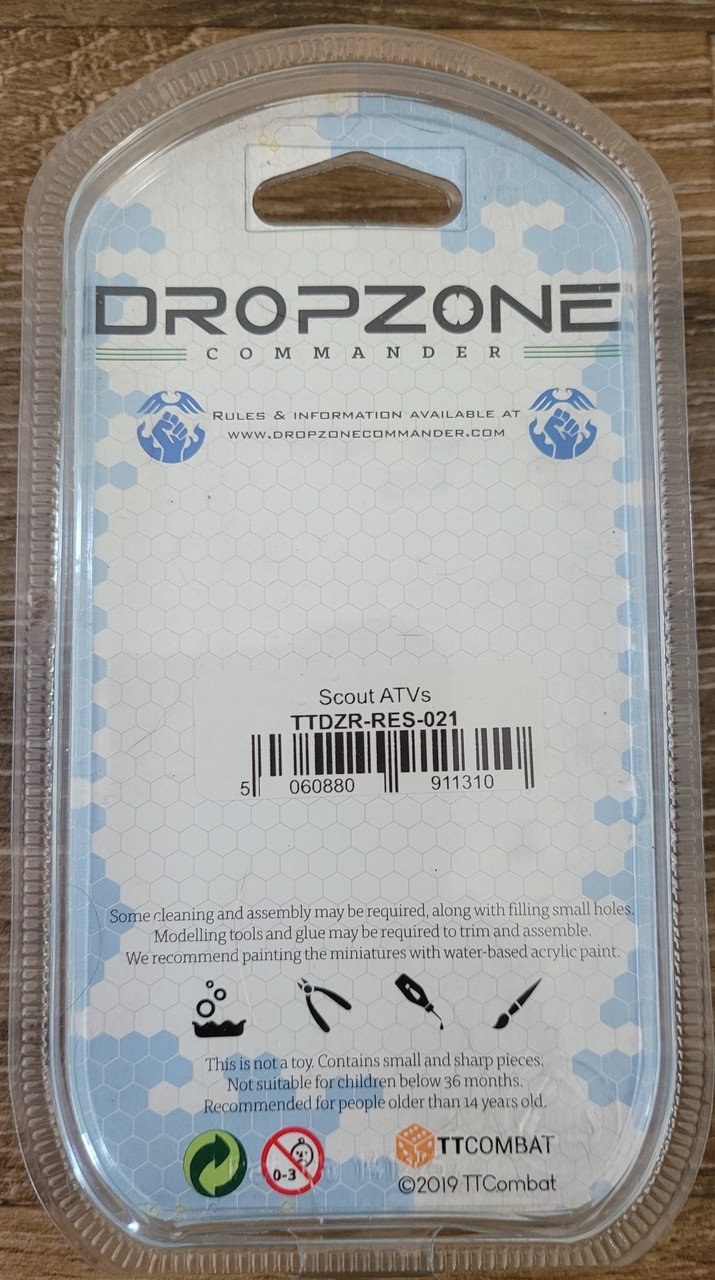 DROPZONE
COMMANDER
RULES & INFORMATION AVAILABLE AT
WWW.DROPZONECOMMANDER.COM
Scout ATVs
TTDZR-RES-021
5 060880 911310
Some cleaning and assembly may be required, along with filling small holes.
Modelling tools and glue may be required to trim and assemble.
We recommend painting the miniatures with water-based acrylic paint.
This is not a toy. Contains small and sharp pieces.
Not suitable for children below 36 months.
Recommended for people older than 14 years old.
0-3
TTCOMBAT
©2019 TTCombat